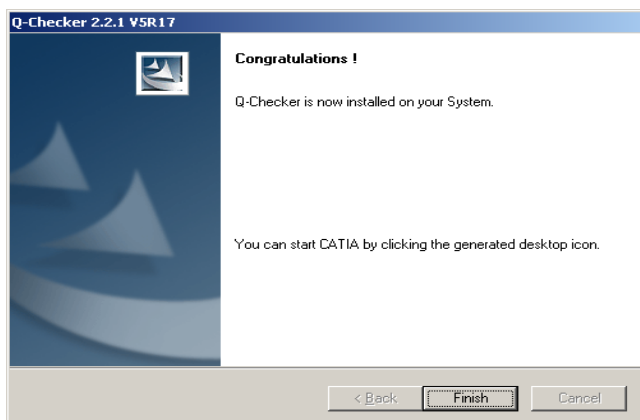 Q-Checker 2.2.1 V5R17
Congratulations !
Q-Checker is now installed on your System.
You can start CATIA by clicking the generated desktop icon.
< Back
Finish
Cancel